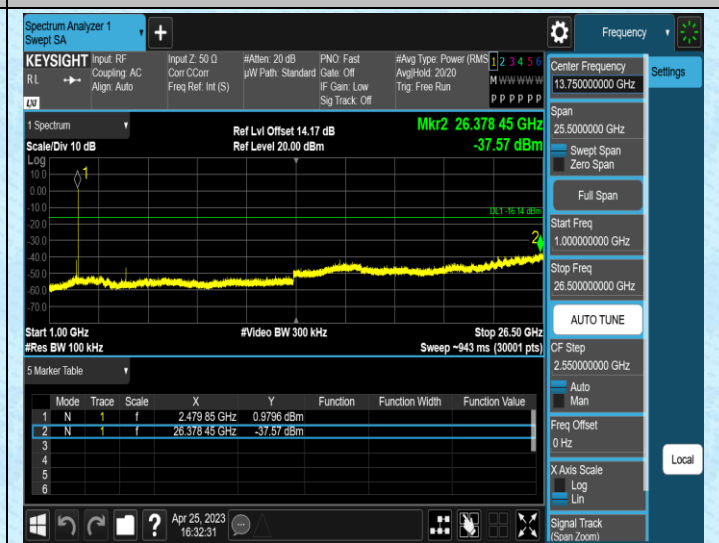 Spectrum Analyzer 1
Swept SA
+
Frequency
KEYSIGHT
RL
LXI
Input: RF
Coupling: AC
Align: Auto
Input Z: 50 Ω
Corr CCorr
Freq Ref: Int (S)
#Atten: 20 dB
µW Path: Standard
PNO: Fast
Gate: Off
IF Gain: Low
Sig Track: Off
#Avg Type: Power (RMS
Avg|Hold: 20/20
Trig: Free Run
1 2 3 4 5 6
M W W W W W
P P P P P P
1 Spectrum
Scale/Div 10 dB
Ref Lvl Offset 14.17 dB
Ref Level 20.00 dBm
Mkr2 26.378 45 GHz
-37.57 dBm
Log
10.0
0.00
-10.0
-20.0
-30.0
-40.0
-50.0
-60.0
-70.0
1
DL1 -16.14 dBm
2
Start 1.00 GHz
#Res BW 100 kHz
#Video BW 300 kHz
Stop 26.50 GHz
Sweep ~943 ms (30001 pts)
5 Marker Table
Mode Trace Scale X Y Function Function Width Function Value
1 N 1 f 2.479 85 GHz 0.9796 dBm
2 N 1 f 26.378 45 GHz -37.57 dBm
3
4
5
6
?
Apr 25, 2023
16:32:31
Center Frequency
13.750000000 GHz
Settings
Span
25.5000000 GHz
Swept Span
Zero Span
Full Span
Start Freq
1.000000000 GHz
Stop Freq
26.500000000 GHz
AUTO TUNE
CF Step
2.550000000 GHz
Auto
Man
Freq Offset
0 Hz
X Axis Scale
Log
Lin
Local
Signal Track
(Span Zoom)